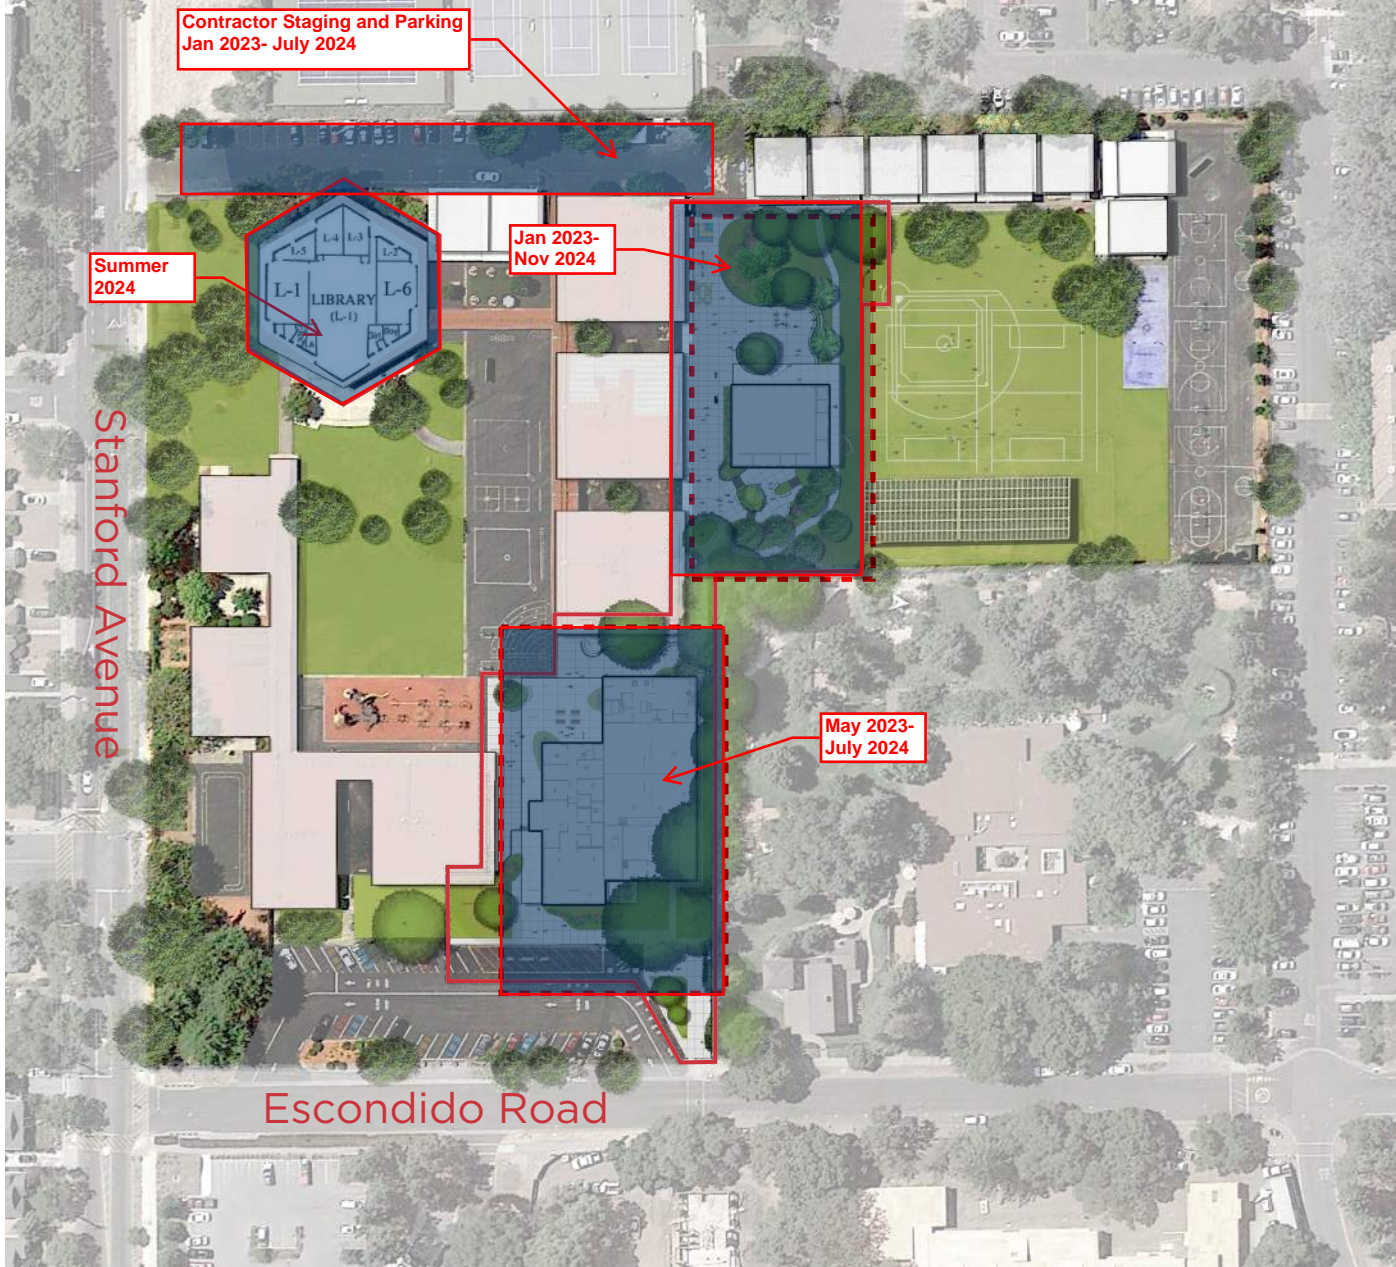 Contractor Staging and Parking
Jan 2023- July 2024
Jan 2023-
Nov 2024
Summer
2024
L-4
L-3
L-5
L-2
L-1
LIBRARY
L-6
(L-1)
Stanford Avenue
May 2023-
July 2024
Escondido Road